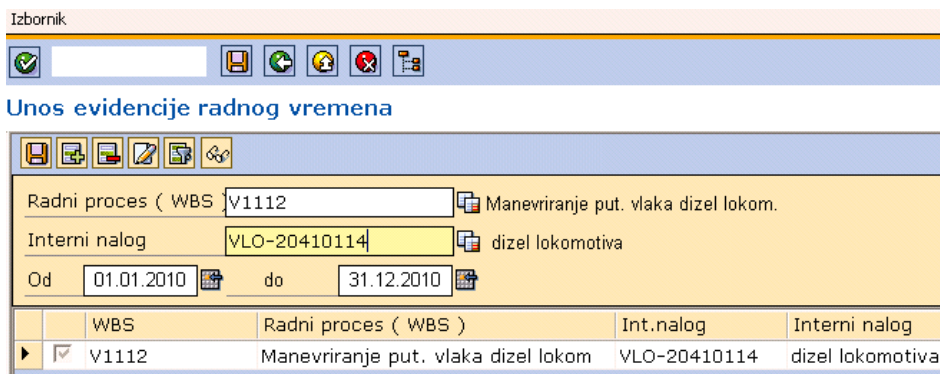 Izbornik
Unos evidencije radnog vremena
Radni proces ( WBS ) V1112 Manevriranje put. vlaka dizel lokom.
Interni nalog VLO-20410114 dizel lokomotiva
Od 01.01.2010 do 31.12.2010
WBS Radni proces ( WBS ) Int.nalog Interni nalog
V1112 Manevriranje put. vlaka dizel lokom VLO-20410114 dizel lokomotiva